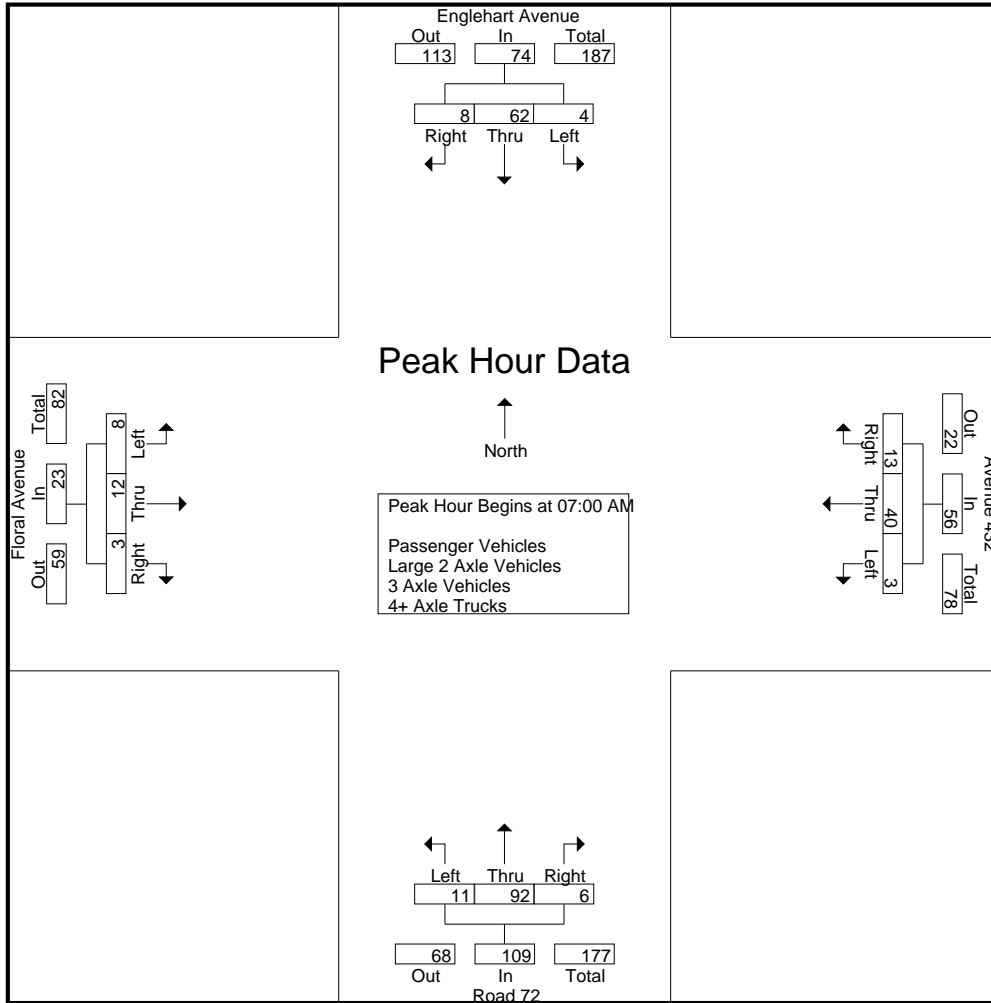 Englehart Avenue
Out In Total
113 74 187
8 62 4
Right Thru Left
Peak Hour Data
North
Peak Hour Begins at 07:00 AM
Passenger Vehicles
Large 2 Axle Vehicles
3 Axle Vehicles
4+ Axle Trucks
Floral Avenue
Out In Total
59 23 82
3 12 8
Right Thru Left
Avenue 432
Out In Total
22 56 78
13 40 3
Right Thru Left
Left Thru Right
11 92 6
68 109 177
Out In Total
Road 72